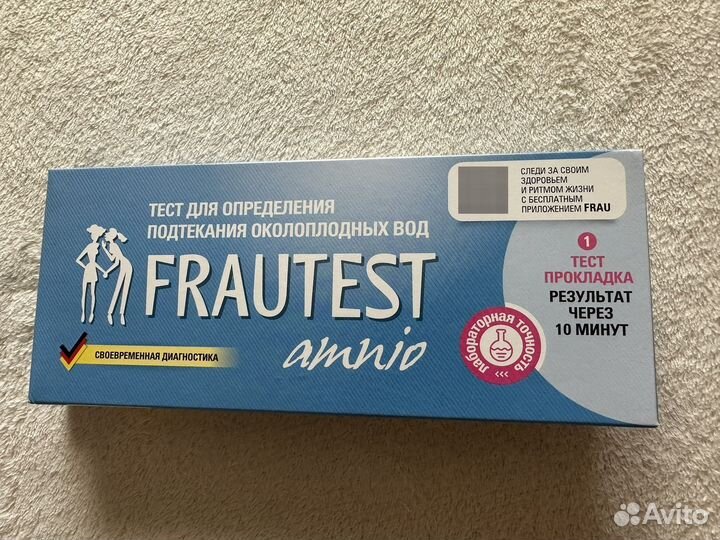 ТЕСТ ДЛЯ ОПРЕДЕЛЕНИЯ
ПОДТЕКАНИЯ ОКОЛОПЛОДНЫХ ВОД
FRAUTEST
amnio
СВОЕВРЕМЕННАЯ ДИАГНОСТИКА
СЛЕДИ ЗА СВОИМ
ЗДОРОВЬЕМ
И РИТМОМ ЖИЗНИ
С БЕСПЛАТНЫМ
ПРИЛОЖЕНИЕМ FRAU
1
ТЕСТ
ПРОКЛАДКА
РЕЗУЛЬТАТ
ЧЕРЕЗ
10 МИНУТ
лабораторная точность
‹‹‹
Avito